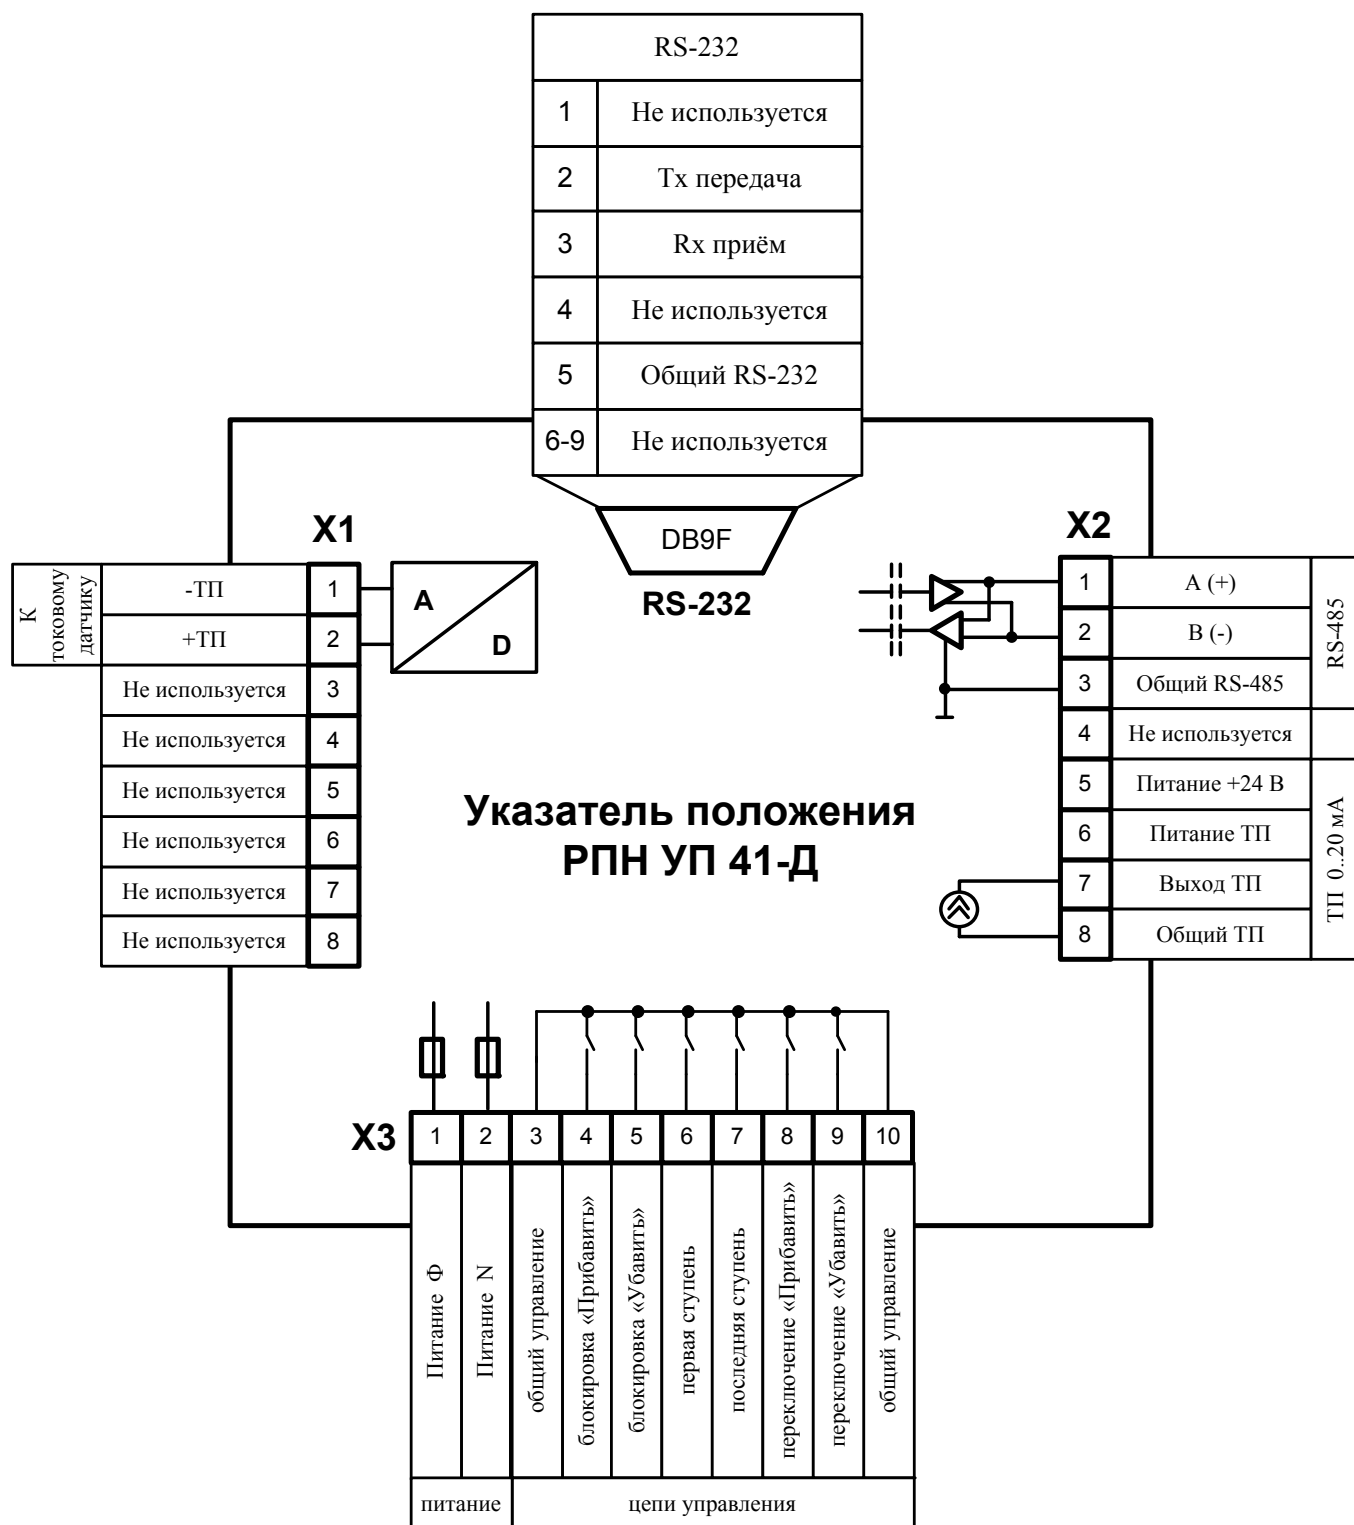 RS-232
1 Не используется
2 Tx передача
3 Rx приём
4 Не используется
5 Общий RS-232
6-9 Не используется
DB9F
RS-232
X1
К токовому датчику
-ТП 1
+ТП 2
Не используется 3
Не используется 4
Не используется 5
Не используется 6
Не используется 7
Не используется 8
A
D
X2
1 A (+)
2 B (-)
3 Общий RS-485
RS-485
4 Не используется
5 Питание +24 В
6 Питание ТП
7 Выход ТП
8 Общий ТП
ТП 0..20 мА
Указатель положения
РПН УП 41-Д
X3
1 2 3 4 5 6 7 8 9 10
Питание Ф
Питание N
общий управление
блокировка «Прибавить»
блокировка «Убавить»
первая ступень
последняя ступень
переключение «Прибавить»
переключение «Убавить»
общий управление
питание
цепи управления